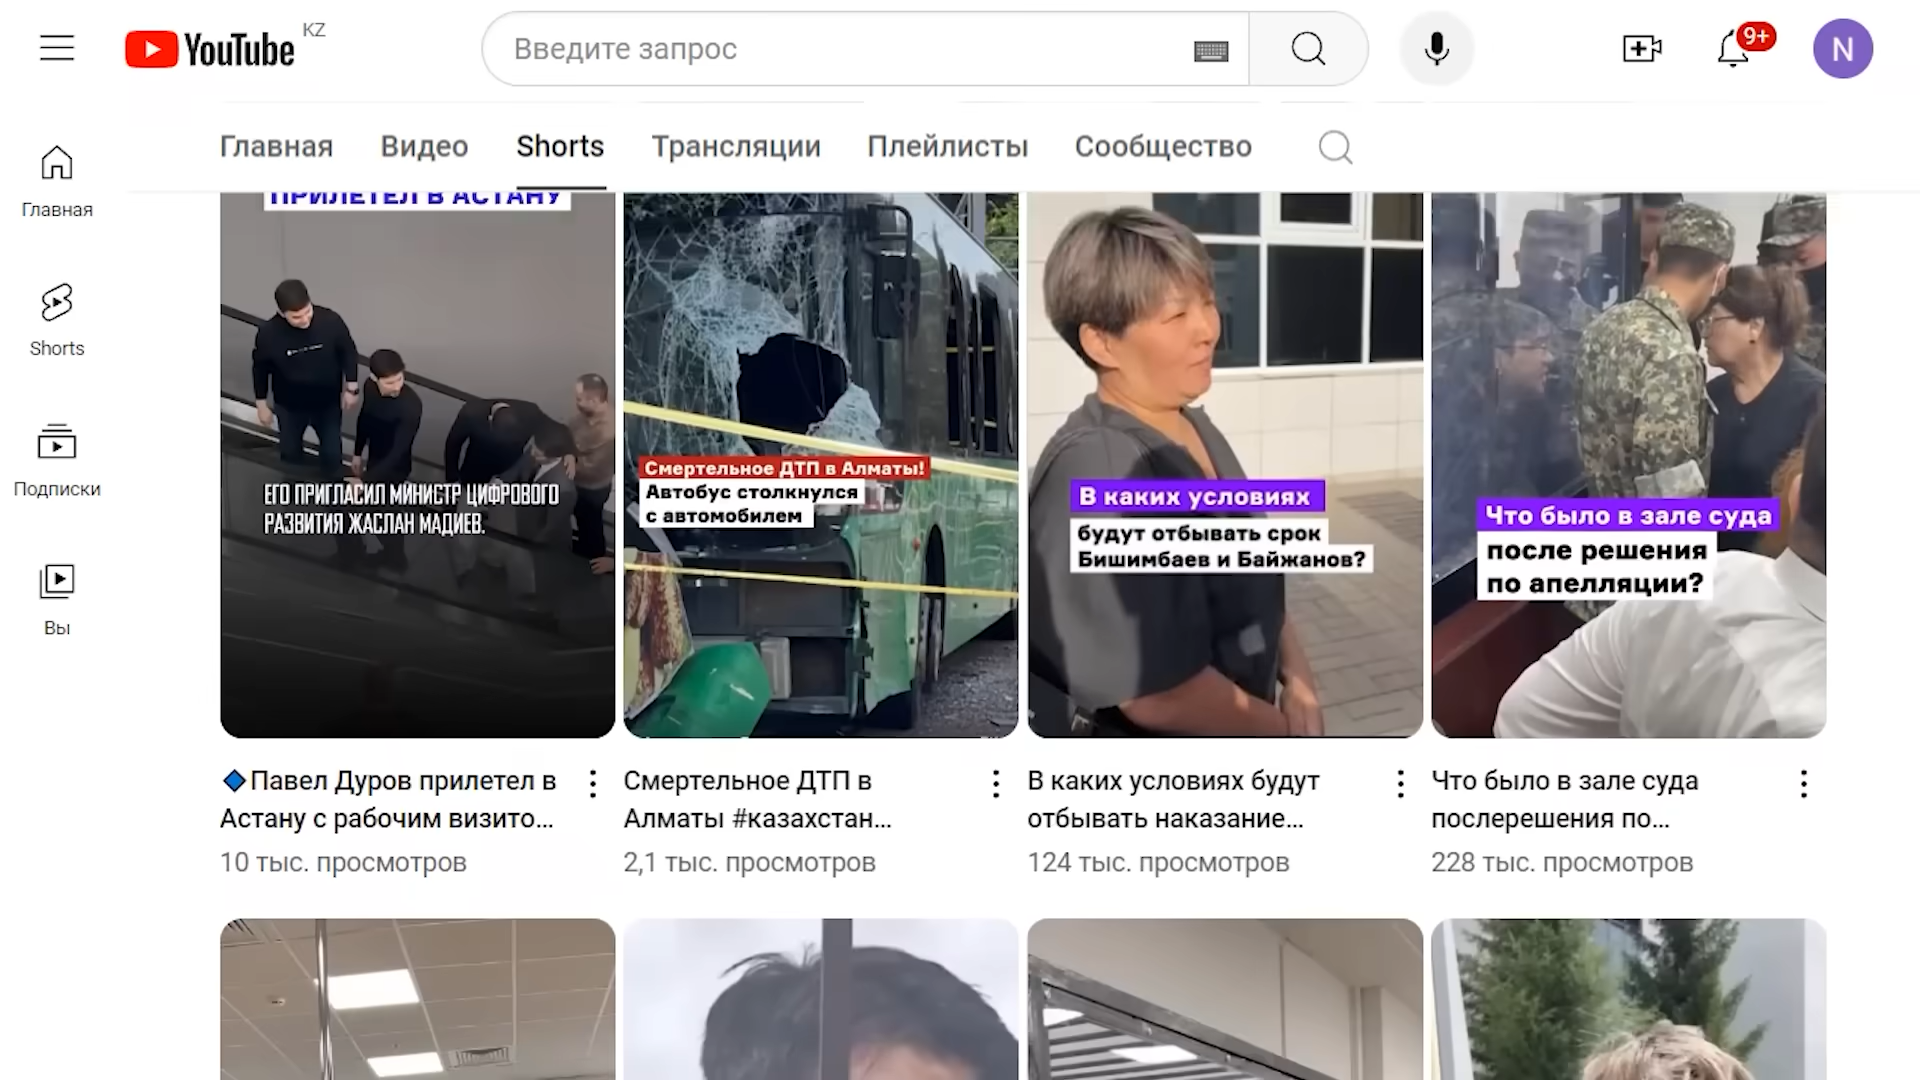 YouTube KZ
Введите запрос
9+
N
Главная
Видео
Shorts
Трансляции
Плейлисты
Сообщество
Главная
Shorts
Подписки
Вы
ПРИЛЕТЕЛ В АСТАНУ
ЕГО ПРИГЛАСИЛ МИНИСТР ЦИФРОВОГО
РАЗВИТИЯ ЖАСЛАН МАДИЕВ.
Смертельное ДТП в Алматы!
Автобус столкнулся
с автомобилем
В каких условиях
будут отбывать срок
Бишимбаев и Байжанов?
Что было в зале суда
после решения
по апелляции?
Павел Дуров прилетел в
Астану с рабочим визито...
10 тыс. просмотров
Смертельное ДТП в
Алматы #казахстан...
2,1 тыс. просмотров
В каких условиях будут
отбывать наказание...
124 тыс. просмотров
Что было в зале суда
послерешения по...
228 тыс. просмотров